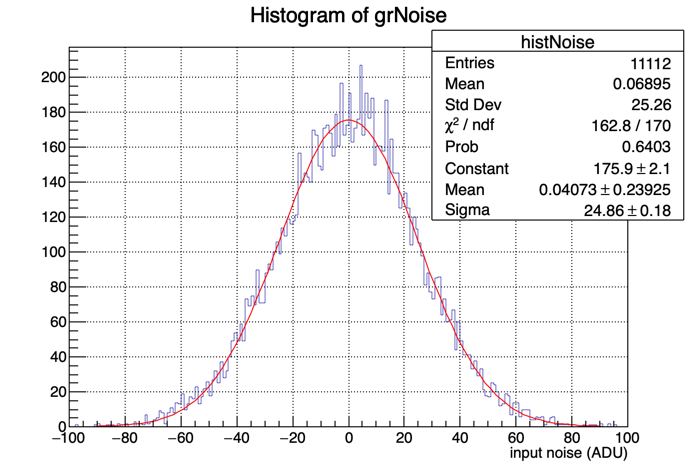 Histogram of grNoise
histNoise
Entries 11112
Mean 0.06895
Std Dev 25.26
χ² / ndf 162.8 / 170
Prob 0.6403
Constant 175.9 ± 2.1
Mean 0.04073 ± 0.23925
Sigma 24.86 ± 0.18
200
180
160
140
120
100
80
60
40
20
0
−100 −80 −60 −40 −20 0 20 40 60 80 100
input noise (ADU)